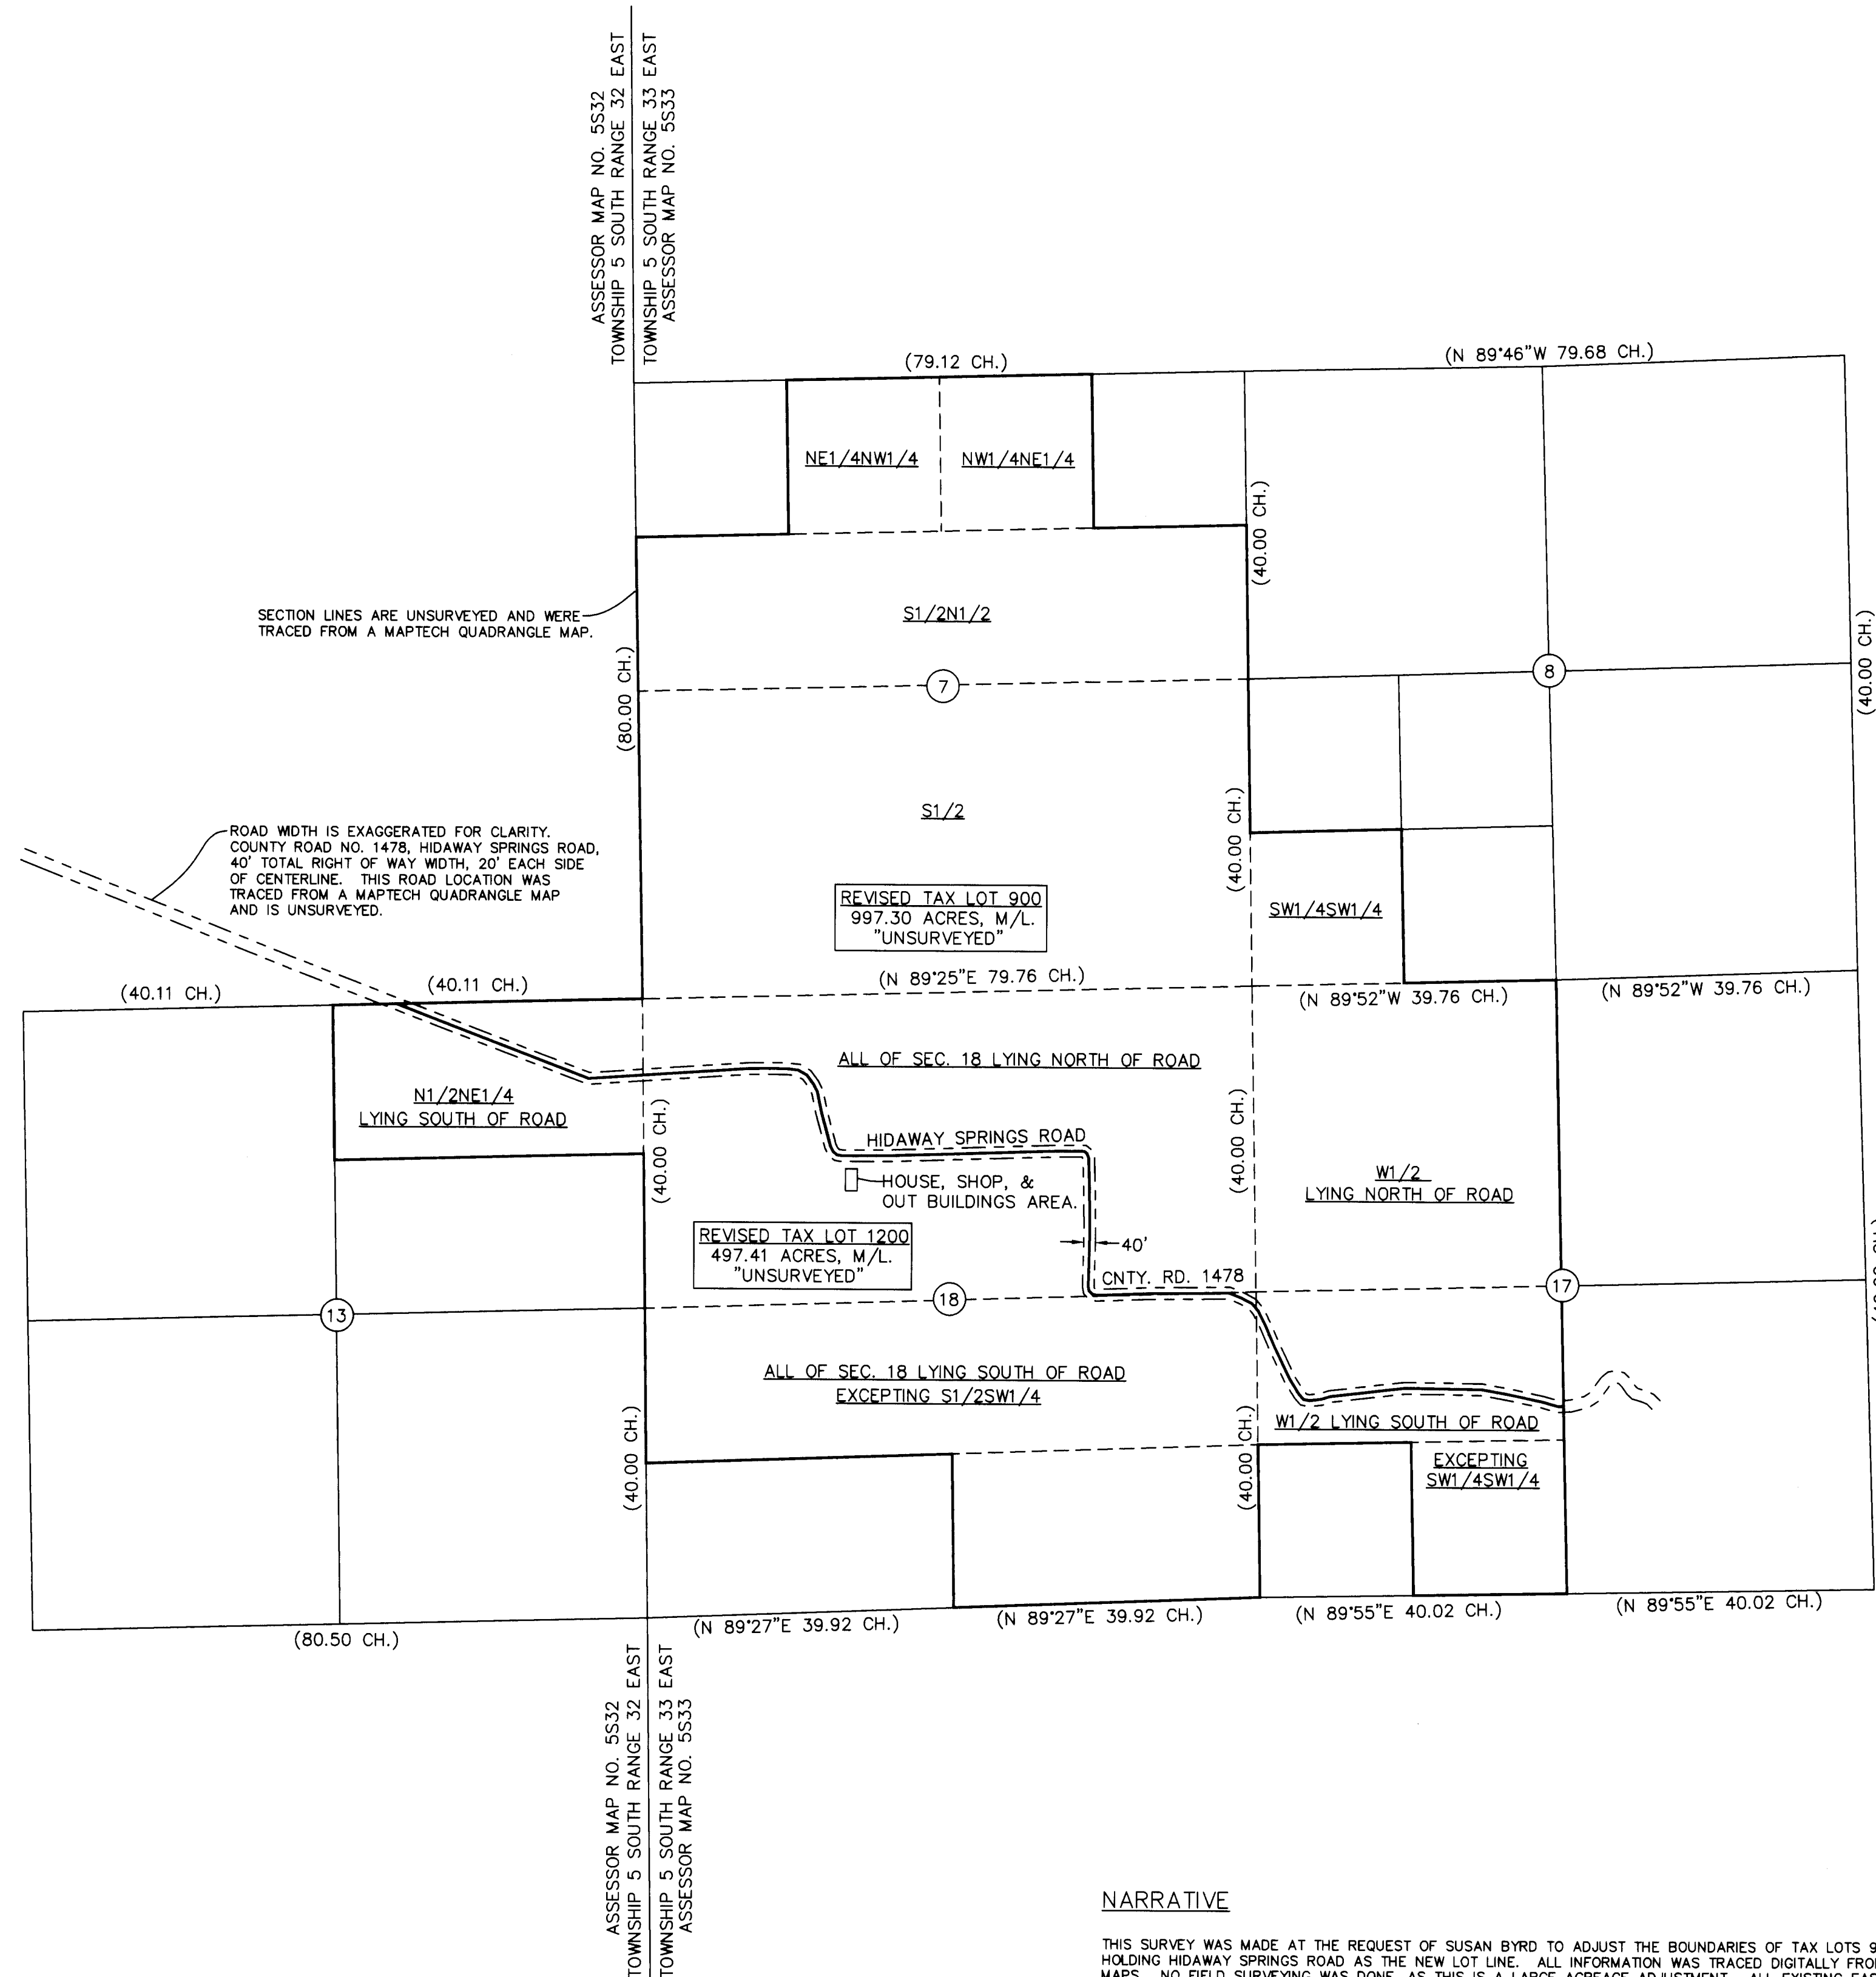 ASSESSOR MAP NO. 5S32
TOWNSHIP 5 SOUTH RANGE 32 EAST
TOWNSHIP 5 SOUTH RANGE 33 EAST
ASSESSOR MAP NO. 5S33
(79.12 CH.)
(N 89°46"W 79.68 CH.)
NE1/4NW1/4
NW1/4NE1/4
(40.00 CH.)
SECTION LINES ARE UNSURVEYED AND WERE
TRACED FROM A MAPTECH QUADRANGLE MAP.
S1/2N1/2
(40.00 CH.)
(80.00 CH.)
7
8
S1/2
(40.00 CH.)
ROAD WIDTH IS EXAGGERATED FOR CLARITY.
COUNTY ROAD NO. 1478, HIDAWAY SPRINGS ROAD,
40' TOTAL RIGHT OF WAY WIDTH, 20' EACH SIDE
OF CENTERLINE. THIS ROAD LOCATION WAS
TRACED FROM A MAPTECH QUADRANGLE MAP
AND IS UNSURVEYED.
REVISED TAX LOT 900
997.30 ACRES, M/L.
"UNSURVEYED"
SW1/4SW1/4
(40.11 CH.)
(40.11 CH.)
(N 89°25"E 79.76 CH.)
(N 89°52"W 39.76 CH.)
(N 89°52"W 39.76 CH.)
ALL OF SEC. 18 LYING NORTH OF ROAD
N1/2NE1/4
LYING SOUTH OF ROAD
(40.00 CH.)
HIDAWAY SPRINGS ROAD
(40.00 CH.)
HOUSE, SHOP, &
OUT BUILDINGS AREA.
W1/2
LYING NORTH OF ROAD
REVISED TAX LOT 1200
497.41 ACRES, M/L.
"UNSURVEYED"
40'
CNTY. RD. 1478
13
18
17
ALL OF SEC. 18 LYING SOUTH OF ROAD
EXCEPTING S1/2SW1/4
(40.00 CH.)
(40.00 CH.)
W1/2 LYING SOUTH OF ROAD
EXCEPTING
SW1/4SW1/4
(80.50 CH.)
(N 89°27"E 39.92 CH.)
(N 89°27"E 39.92 CH.)
(N 89°55"E 40.02 CH.)
(N 89°55"E 40.02 CH.)
ASSESSOR MAP NO. 5S32
TOWNSHIP 5 SOUTH RANGE 32 EAST
TOWNSHIP 5 SOUTH RANGE 33 EAST
ASSESSOR MAP NO. 5S33
NARRATIVE
THIS SURVEY WAS MADE AT THE REQUEST OF SUSAN BYRD TO ADJUST THE BOUNDARIES OF TAX LOTS
HOLDING HIDAWAY SPRINGS ROAD AS THE NEW LOT LINE. ALL INFORMATION WAS TRACED DIGITALLY